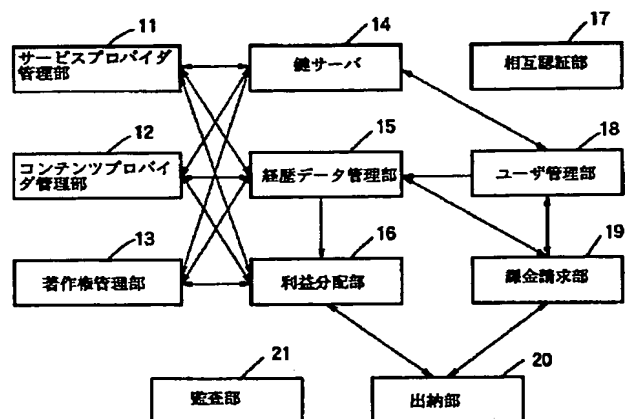 11
サービスプロバイダ
管理部
14
鍵サーバ
17
相互認証部
12
コンテンツプロバイ
ダ管理部
15
経歴データ管理部
18
ユーザ管理部
13
著作権管理部
16
利益分配部
19
課金請求部
21
監査部
20
出納部